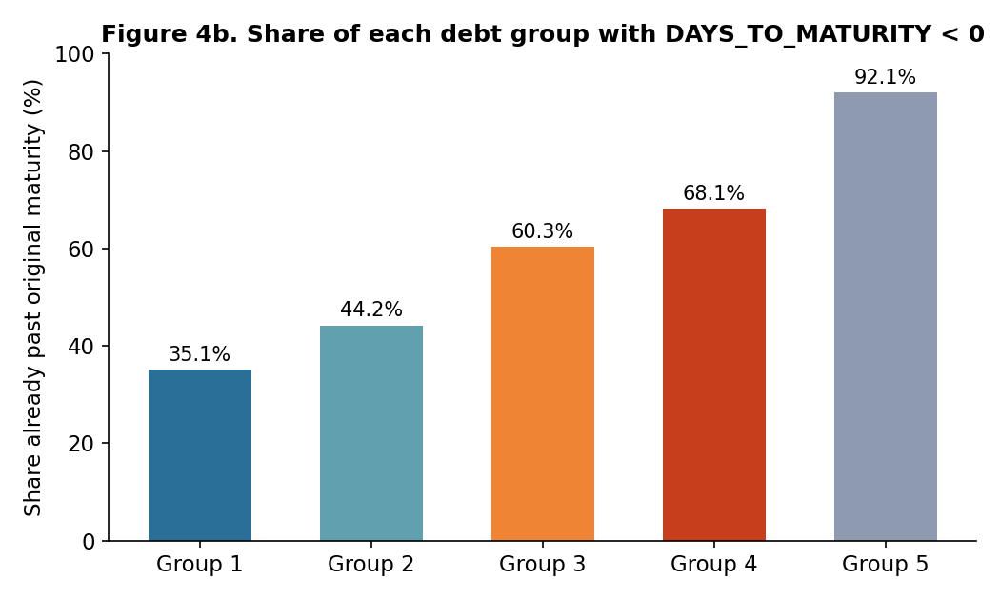 Figure 4b. Share of each debt group with DAYS_TO_MATURITY < 0
Share already past original maturity (%)
100
80
60
40
20
0
35.1%
44.2%
60.3%
68.1%
92.1%
Group 1
Group 2
Group 3
Group 4
Group 5